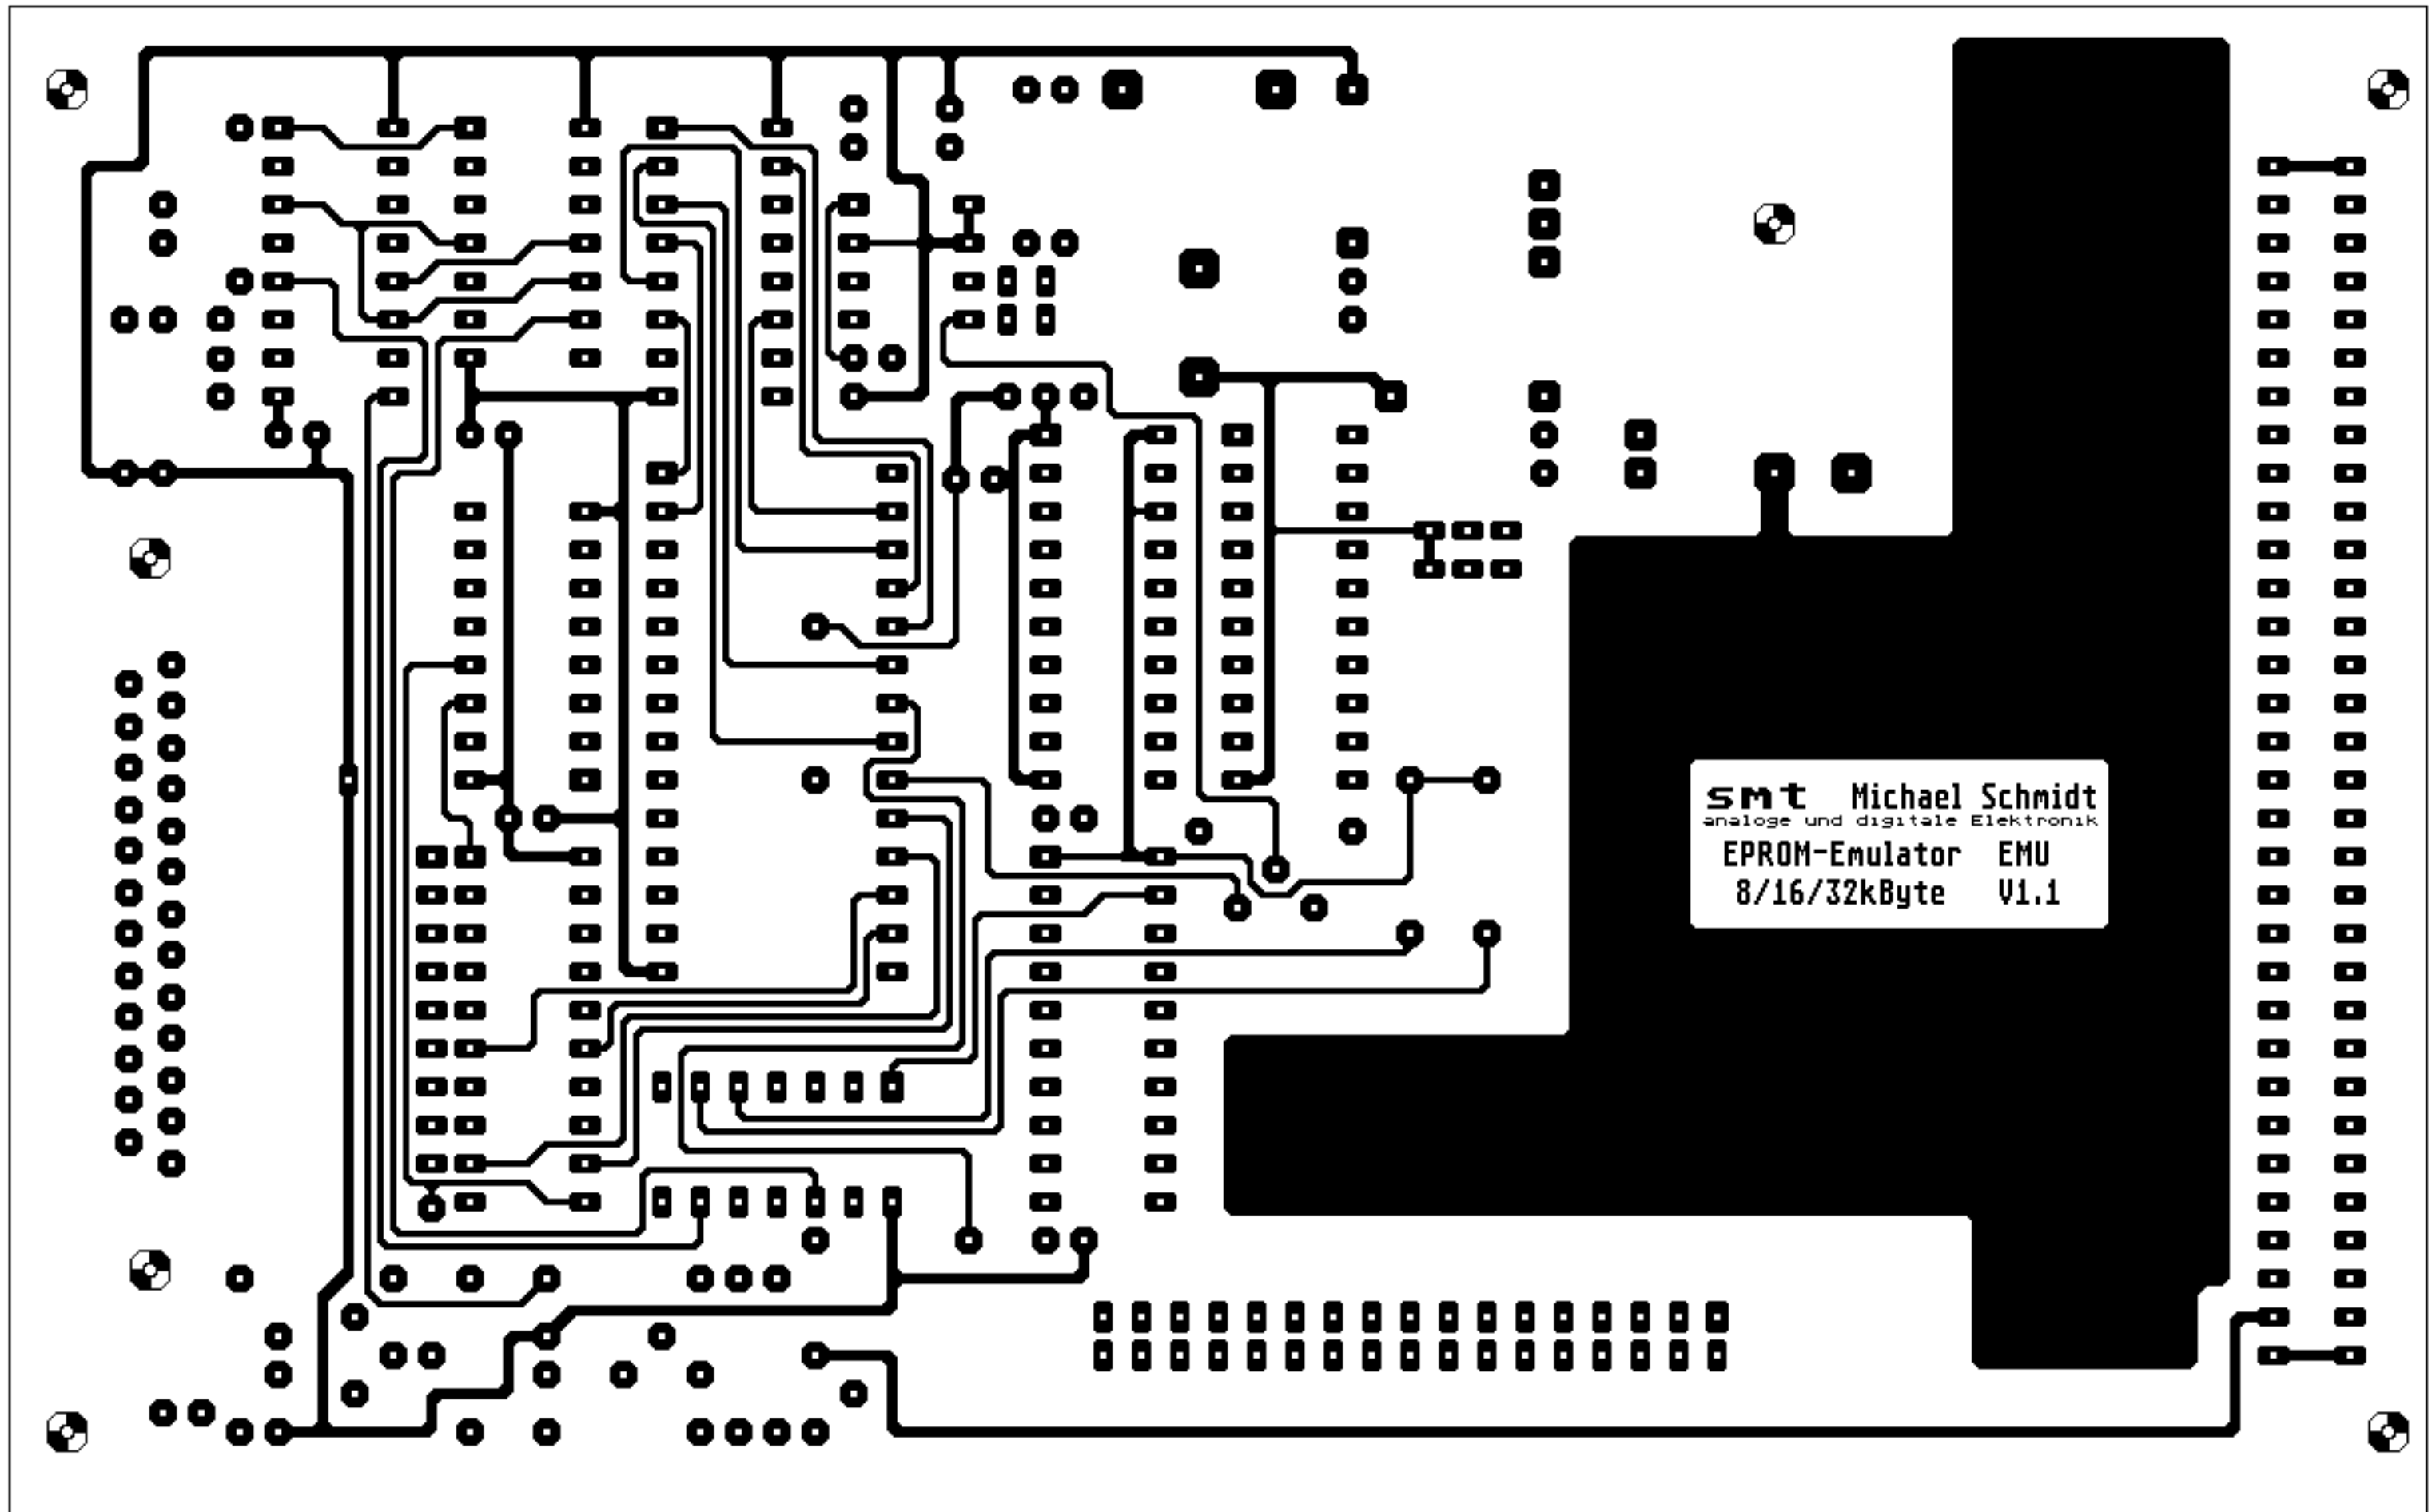 smt Michael Schmidt
analoge und digitale Elektronik
EPROM-Emulator EMU
8/16/32kByte V1.1